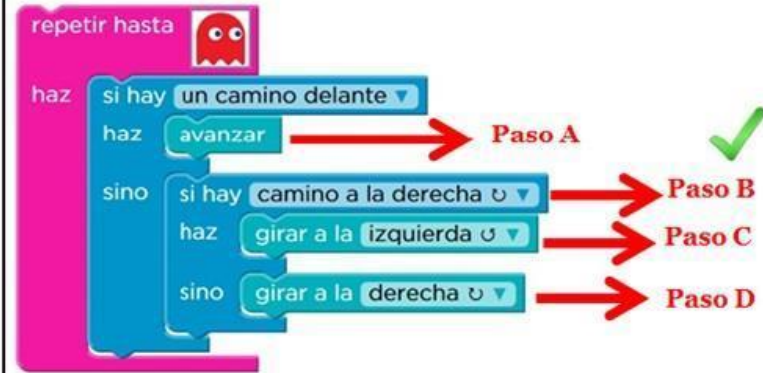 repetir hasta
haz si hay un camino delante
haz avanzar Paso A
sino si hay camino a la derecha ↻ Paso B
haz girar a la izquierda ↺ Paso C
sino girar a la derecha ↻ Paso D